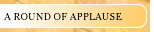 A ROUND OF APPLAUSE